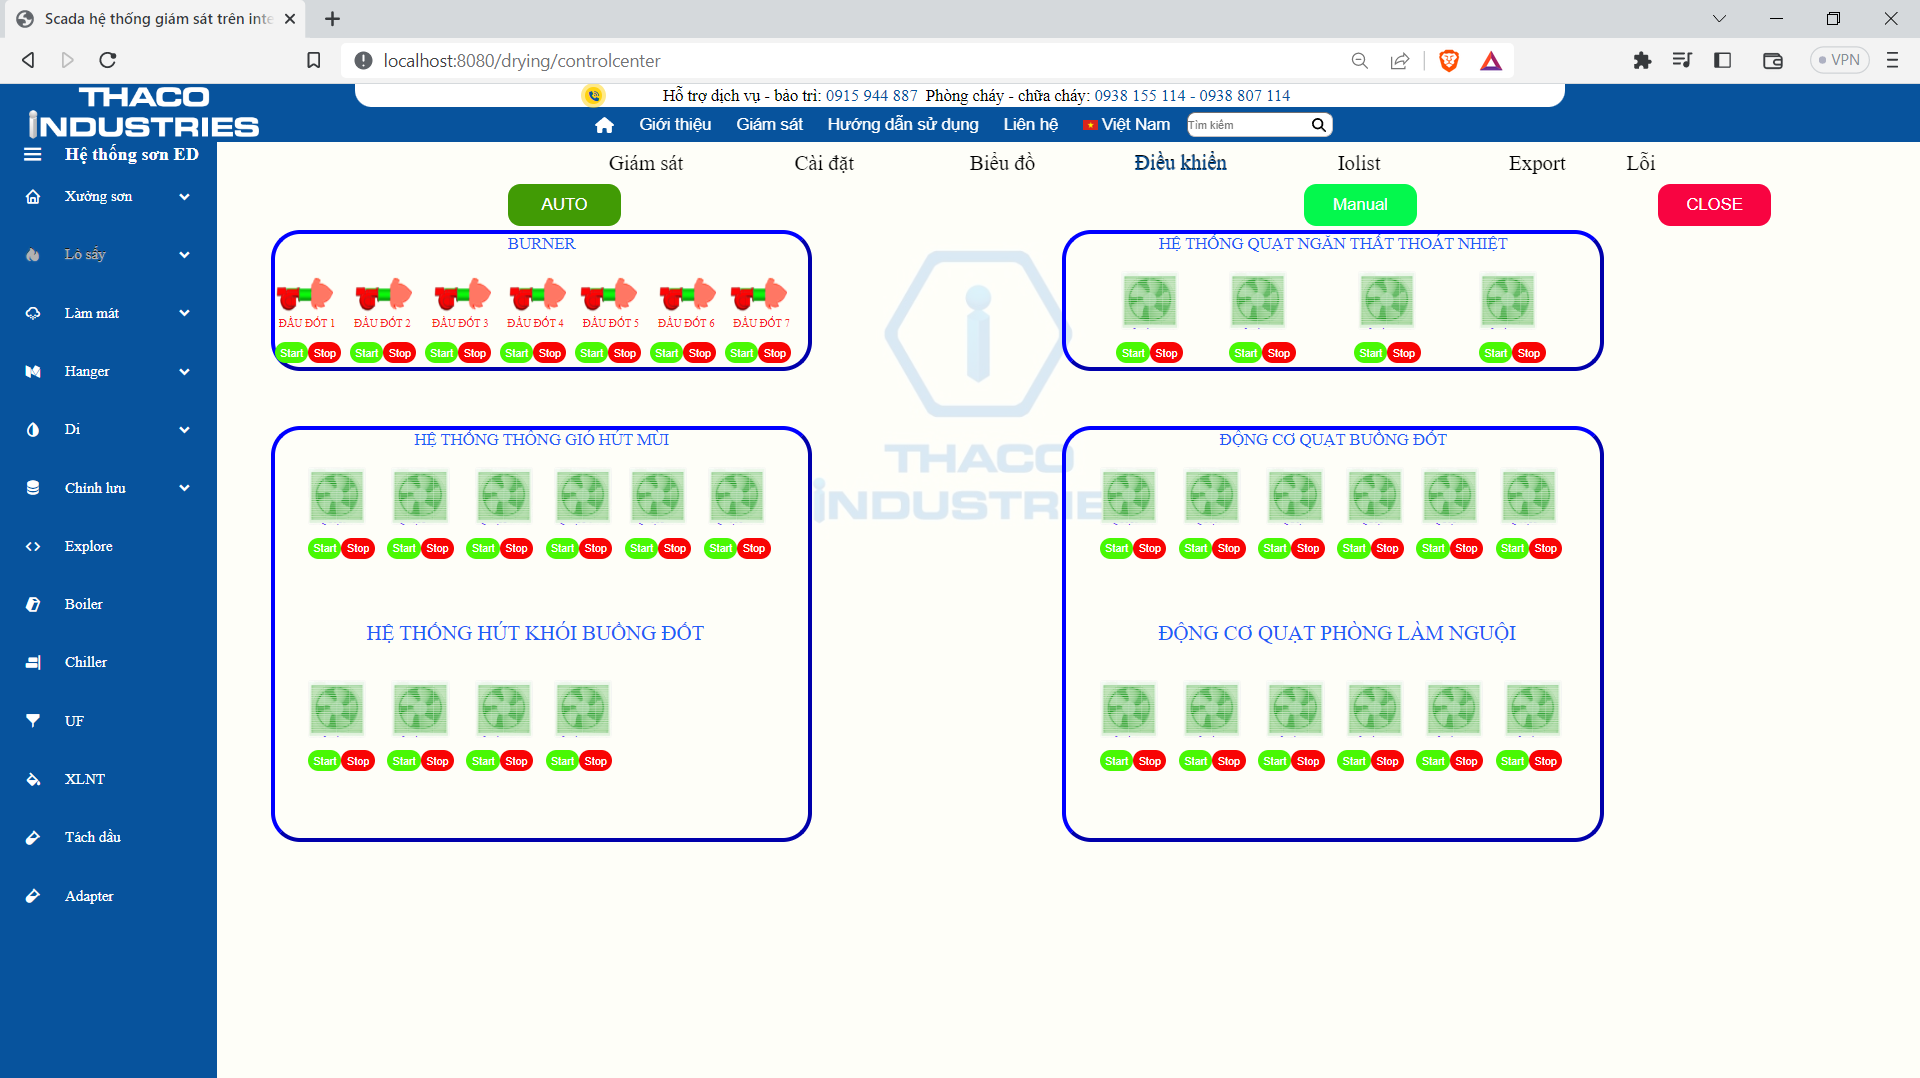 Scada hệ thống giám sát trên inte
localhost:8080/drying/controlcenter
VPN
THACO
INDUSTRIES
Hỗ trợ dịch vụ - bảo trì: 0915 944 887 Phòng cháy - chữa cháy: 0938 155 114 - 0938 807 114
Giới thiệu Giám sát Hướng dẫn sử dụng Liên hệ Việt Nam Tìm kiếm
Hệ thống sơn ED
Xưởng sơn
Lò sấy
Làm mát
Hanger
Di
Chỉnh lưu
Explore
Boiler
Chiller
UF
XLNT
Tách dầu
Adapter
Giám sát Cài đặt Biểu đồ Điều khiển Iolist Export Lỗi
AUTO Manual CLOSE
BURNER
ĐẦU ĐỐT 1 ĐẦU ĐỐT 2 ĐẦU ĐỐT 3 ĐẦU ĐỐT 4 ĐẦU ĐỐT 5 ĐẦU ĐỐT 6 ĐẦU ĐỐT 7
Start Stop Start Stop Start Stop Start Stop Start Stop Start Stop Start Stop
HỆ THỐNG QUẠT NGĂN THẤT THOÁT NHIỆT
Start Stop Start Stop Start Stop Start Stop
THACO
INDUSTRIE
HỆ THỐNG THÔNG GIÓ HÚT MÙI
Start Stop Start Stop Start Stop Start Stop Start Stop Start Stop
HỆ THỐNG HÚT KHÓI BUỒNG ĐỐT
Start Stop Start Stop Start Stop Start Stop
ĐỘNG CƠ QUẠT BUỒNG ĐỐT
Start Stop Start Stop Start Stop Start Stop Start Stop Start Stop
ĐỘNG CƠ QUẠT PHÒNG LÀM NGUỘI
Start Stop Start Stop Start Stop Start Stop Start Stop Start Stop